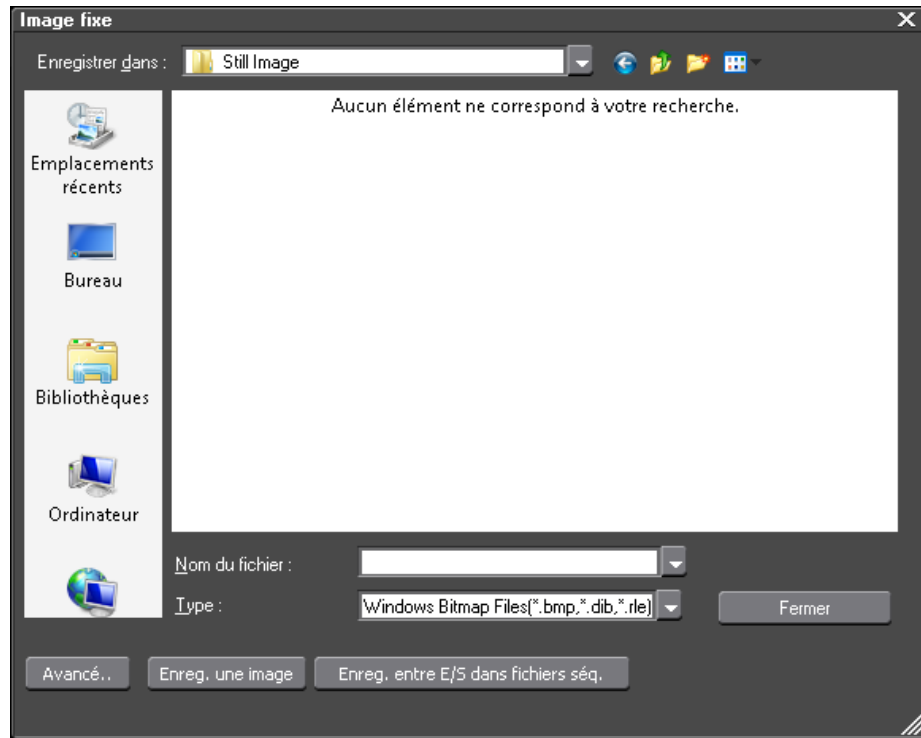 Image fixe
Enregistrer dans :
Still Image
Aucun élément ne correspond à votre recherche.
Emplacements
récents
Bureau
Bibliothèques
Ordinateur
Nom du fichier :
Type :
Windows Bitmap Files(*.bmp,*.dib,*.rle)
Fermer
Avancé..
Enreg. une image
Enreg. entre E/S dans fichiers séq.